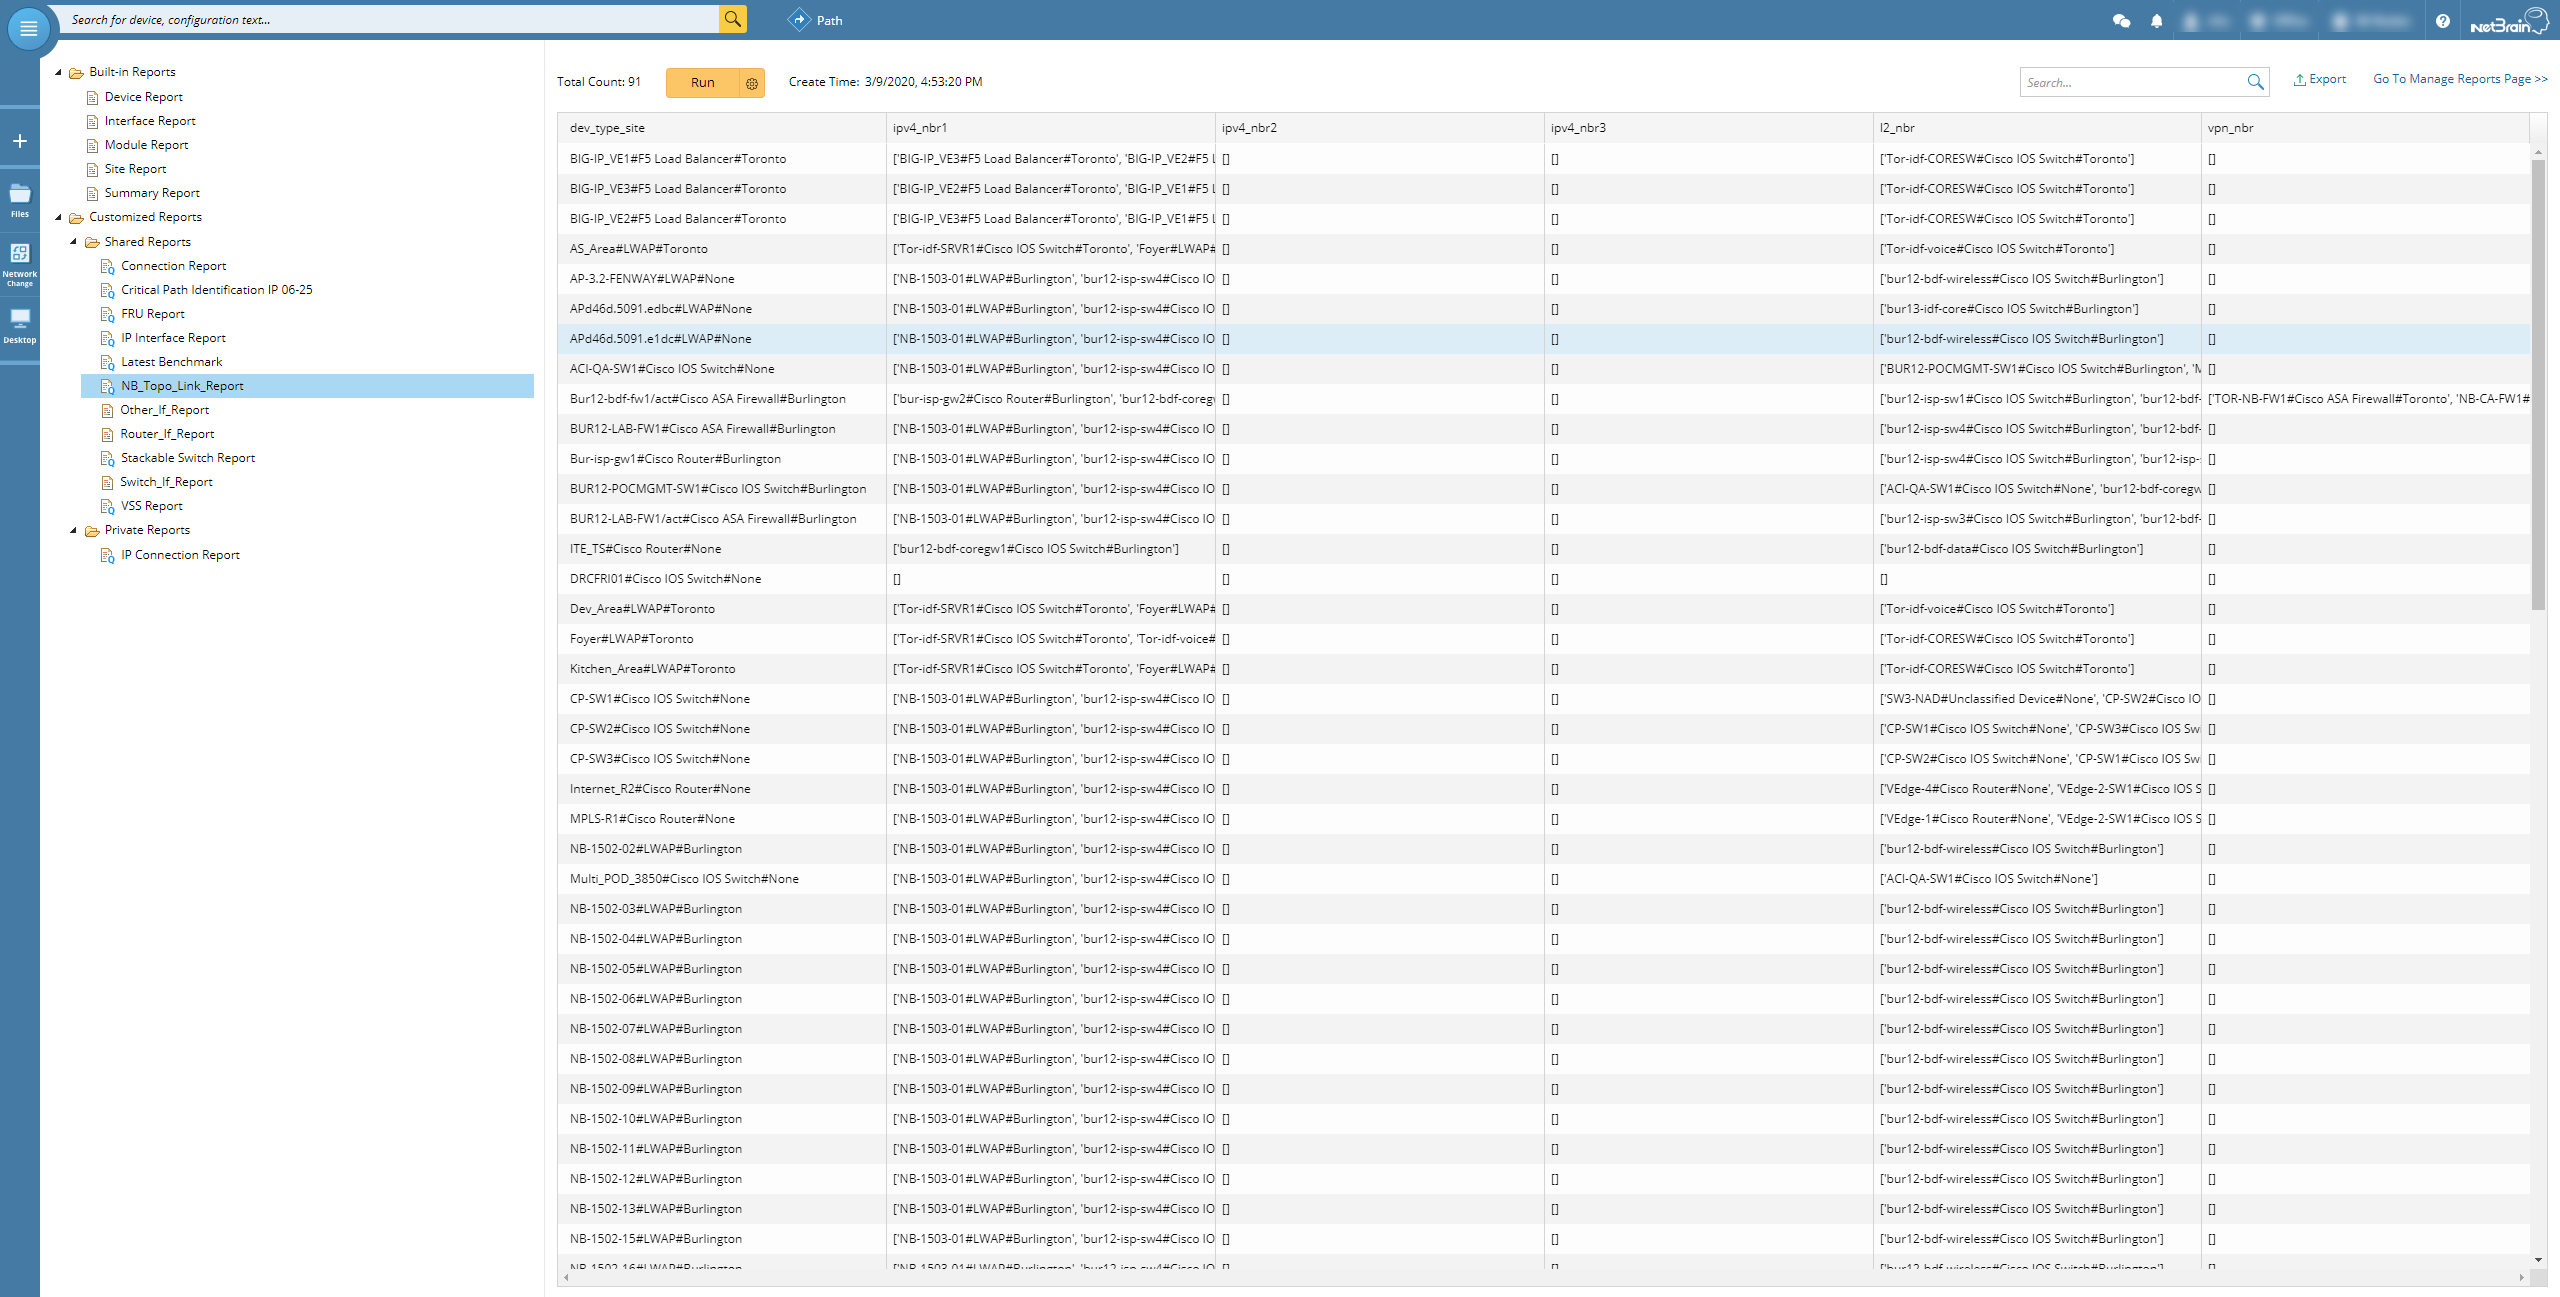 Search for device, configuration text...
Path
netBrain
Files
Network
Change
Desktop
Built-in Reports
Device Report
Interface Report
Module Report
Site Report
Summary Report
Customized Reports
Shared Reports
Connection Report
Critical Path Identification IP 06-25
FRU Report
IP Interface Report
Latest Benchmark
NB_Topo_Link_Report
Other_If_Report
Router_If_Report
Stackable Switch Report
Switch_If_Report
VSS Report
Private Reports
IP Connection Report
Total Count: 91 Run Create Time: 3/9/2020, 4:53:20 PM Search... Export Go To Manage Reports Page >>
dev_type_site ipv4_nbr1 ipv4_nbr2 ipv4_nbr3 l2_nbr vpn_nbr
BIG-IP_VE1#F5 Load Balancer#Toronto ['BIG-IP_VE3#F5 Load Balancer#Toronto', 'BIG-IP_VE2#F5 L [] [] ['Tor-idf-CORESW#Cisco IOS Switch#Toronto'] []
BIG-IP_VE3#F5 Load Balancer#Toronto ['BIG-IP_VE2#F5 Load Balancer#Toronto', 'BIG-IP_VE1#F5 L [] [] ['Tor-idf-CORESW#Cisco IOS Switch#Toronto'] []
BIG-IP_VE2#F5 Load Balancer#Toronto ['BIG-IP_VE3#F5 Load Balancer#Toronto', 'BIG-IP_VE1#F5 L [] [] ['Tor-idf-CORESW#Cisco IOS Switch#Toronto'] []
AS_Area#LWAP#Toronto ['Tor-idf-SRVR1#Cisco IOS Switch#Toronto', 'Foyer#LWAP# [] [] ['Tor-idf-voice#Cisco IOS Switch#Toronto'] []
AP-3.2-FENWAY#LWAP#None ['NB-1503-01#LWAP#Burlington', 'bur12-isp-sw4#Cisco IO [] [] ['bur12-bdf-wireless#Cisco IOS Switch#Burlington'] []
APd46d.5091.edbc#LWAP#None ['NB-1503-01#LWAP#Burlington', 'bur12-isp-sw4#Cisco IO [] [] ['bur13-idf-core#Cisco IOS Switch#Burlington'] []
APd46d.5091.e1dc#LWAP#None ['NB-1503-01#LWAP#Burlington', 'bur12-isp-sw4#Cisco IO [] [] ['bur12-bdf-wireless#Cisco IOS Switch#Burlington'] []
ACI-QA-SW1#Cisco IOS Switch#None ['NB-1503-01#LWAP#Burlington', 'bur12-isp-sw4#Cisco IO [] [] ['BUR12-POCMGMT-SW1#Cisco IOS Switch#Burlington', 'M []
Bur12-bdf-fw1/act#Cisco ASA Firewall#Burlington ['bur-isp-gw2#Cisco Router#Burlington', 'bur12-bdf-coregw [] [] ['bur12-isp-sw1#Cisco IOS Switch#Burlington', 'bur12-bdf- ['TOR-NB-FW1#Cisco ASA Firewall#Toronto', 'NB-CA-FW1#
BUR12-LAB-FW1#Cisco ASA Firewall#Burlington ['NB-1503-01#LWAP#Burlington', 'bur12-isp-sw4#Cisco IO [] [] ['bur12-isp-sw4#Cisco IOS Switch#Burlington', 'bur12-bdf- []
Bur-isp-gw1#Cisco Router#Burlington ['NB-1503-01#LWAP#Burlington', 'bur12-isp-sw4#Cisco IO [] [] ['bur12-isp-sw4#Cisco IOS Switch#Burlington', 'bur12-isp- []
BUR12-POCMGMT-SW1#Cisco IOS Switch#Burlington ['NB-1503-01#LWAP#Burlington', 'bur12-isp-sw4#Cisco IO [] [] ['ACI-QA-SW1#Cisco IOS Switch#None', 'bur12-bdf-coregw []
BUR12-LAB-FW1/act#Cisco ASA Firewall#Burlington ['NB-1503-01#LWAP#Burlington', 'bur12-isp-sw4#Cisco IO [] [] ['bur12-isp-sw3#Cisco IOS Switch#Burlington', 'bur12-bdf- []
ITE_TS#Cisco Router#None ['bur12-bdf-coregw1#Cisco IOS Switch#Burlington'] [] [] ['bur12-bdf-data#Cisco IOS Switch#Burlington'] []
DRCFRI01#Cisco IOS Switch#None [] [] [] [] []
Dev_Area#LWAP#Toronto ['Tor-idf-SRVR1#Cisco IOS Switch#Toronto', 'Foyer#LWAP# [] [] ['Tor-idf-voice#Cisco IOS Switch#Toronto'] []
Foyer#LWAP#Toronto ['Tor-idf-SRVR1#Cisco IOS Switch#Toronto', 'Tor-idf-voice# [] [] ['Tor-idf-CORESW#Cisco IOS Switch#Toronto'] []
Kitchen_Area#LWAP#Toronto ['Tor-idf-SRVR1#Cisco IOS Switch#Toronto', 'Foyer#LWAP# [] [] ['Tor-idf-CORESW#Cisco IOS Switch#Toronto'] []
CP-SW1#Cisco IOS Switch#None ['NB-1503-01#LWAP#Burlington', 'bur12-isp-sw4#Cisco IO [] [] ['SW3-NAD#Unclassified Device#None', 'CP-SW2#Cisco IO []
CP-SW2#Cisco IOS Switch#None ['NB-1503-01#LWAP#Burlington', 'bur12-isp-sw4#Cisco IO [] [] ['CP-SW1#Cisco IOS Switch#None', 'CP-SW3#Cisco IOS Swi []
CP-SW3#Cisco IOS Switch#None ['NB-1503-01#LWAP#Burlington', 'bur12-isp-sw4#Cisco IO [] [] ['CP-SW2#Cisco IOS Switch#None', 'CP-SW1#Cisco IOS Swi []
Internet_R2#Cisco Router#None ['NB-1503-01#LWAP#Burlington', 'bur12-isp-sw4#Cisco IO [] [] ['VEdge-4#Cisco Router#None', 'VEdge-2-SW1#Cisco IOS S []
MPLS-R1#Cisco Router#None ['NB-1503-01#LWAP#Burlington', 'bur12-isp-sw4#Cisco IO [] [] ['VEdge-1#Cisco Router#None', 'VEdge-2-SW1#Cisco IOS S []
NB-1502-02#LWAP#Burlington ['NB-1503-01#LWAP#Burlington', 'bur12-isp-sw4#Cisco IO [] [] ['bur12-bdf-wireless#Cisco IOS Switch#Burlington'] []
Multi_POD_3850#Cisco IOS Switch#None ['NB-1503-01#LWAP#Burlington', 'bur12-isp-sw4#Cisco IO [] [] ['ACI-QA-SW1#Cisco IOS Switch#None'] []
NB-1502-03#LWAP#Burlington ['NB-1503-01#LWAP#Burlington', 'bur12-isp-sw4#Cisco IO [] [] ['bur12-bdf-wireless#Cisco IOS Switch#Burlington'] []
NB-1502-04#LWAP#Burlington ['NB-1503-01#LWAP#Burlington', 'bur12-isp-sw4#Cisco IO [] [] ['bur12-bdf-wireless#Cisco IOS Switch#Burlington'] []
NB-1502-05#LWAP#Burlington ['NB-1503-01#LWAP#Burlington', 'bur12-isp-sw4#Cisco IO [] [] ['bur12-bdf-wireless#Cisco IOS Switch#Burlington'] []
NB-1502-06#LWAP#Burlington ['NB-1503-01#LWAP#Burlington', 'bur12-isp-sw4#Cisco IO [] [] ['bur12-bdf-wireless#Cisco IOS Switch#Burlington'] []
NB-1502-07#LWAP#Burlington ['NB-1503-01#LWAP#Burlington', 'bur12-isp-sw4#Cisco IO [] [] ['bur12-bdf-wireless#Cisco IOS Switch#Burlington'] []
NB-1502-08#LWAP#Burlington ['NB-1503-01#LWAP#Burlington', 'bur12-isp-sw4#Cisco IO [] [] ['bur12-bdf-wireless#Cisco IOS Switch#Burlington'] []
NB-1502-09#LWAP#Burlington ['NB-1503-01#LWAP#Burlington', 'bur12-isp-sw4#Cisco IO [] [] ['bur12-bdf-wireless#Cisco IOS Switch#Burlington'] []
NB-1502-10#LWAP#Burlington ['NB-1503-01#LWAP#Burlington', 'bur12-isp-sw4#Cisco IO [] [] ['bur12-bdf-wireless#Cisco IOS Switch#Burlington'] []
NB-1502-11#LWAP#Burlington ['NB-1503-01#LWAP#Burlington', 'bur12-isp-sw4#Cisco IO [] [] ['bur12-bdf-wireless#Cisco IOS Switch#Burlington'] []
NB-1502-12#LWAP#Burlington ['NB-1503-01#LWAP#Burlington', 'bur12-isp-sw4#Cisco IO [] [] ['bur12-bdf-wireless#Cisco IOS Switch#Burlington'] []
NB-1502-13#LWAP#Burlington ['NB-1503-01#LWAP#Burlington', 'bur12-isp-sw4#Cisco IO [] [] ['bur12-bdf-wireless#Cisco IOS Switch#Burlington'] []
NB-1502-15#LWAP#Burlington ['NB-1503-01#LWAP#Burlington', 'bur12-isp-sw4#Cisco IO [] [] ['bur12-bdf-wireless#Cisco IOS Switch#Burlington'] []
NB-1502-16#LWAP#Burlington ['NB-1503-01#LWAP#Burlington', 'bur12-isp-sw4#Cisco IO [] [] ['bur12-bdf-wireless#Cisco IOS Switch#Burlington'] []